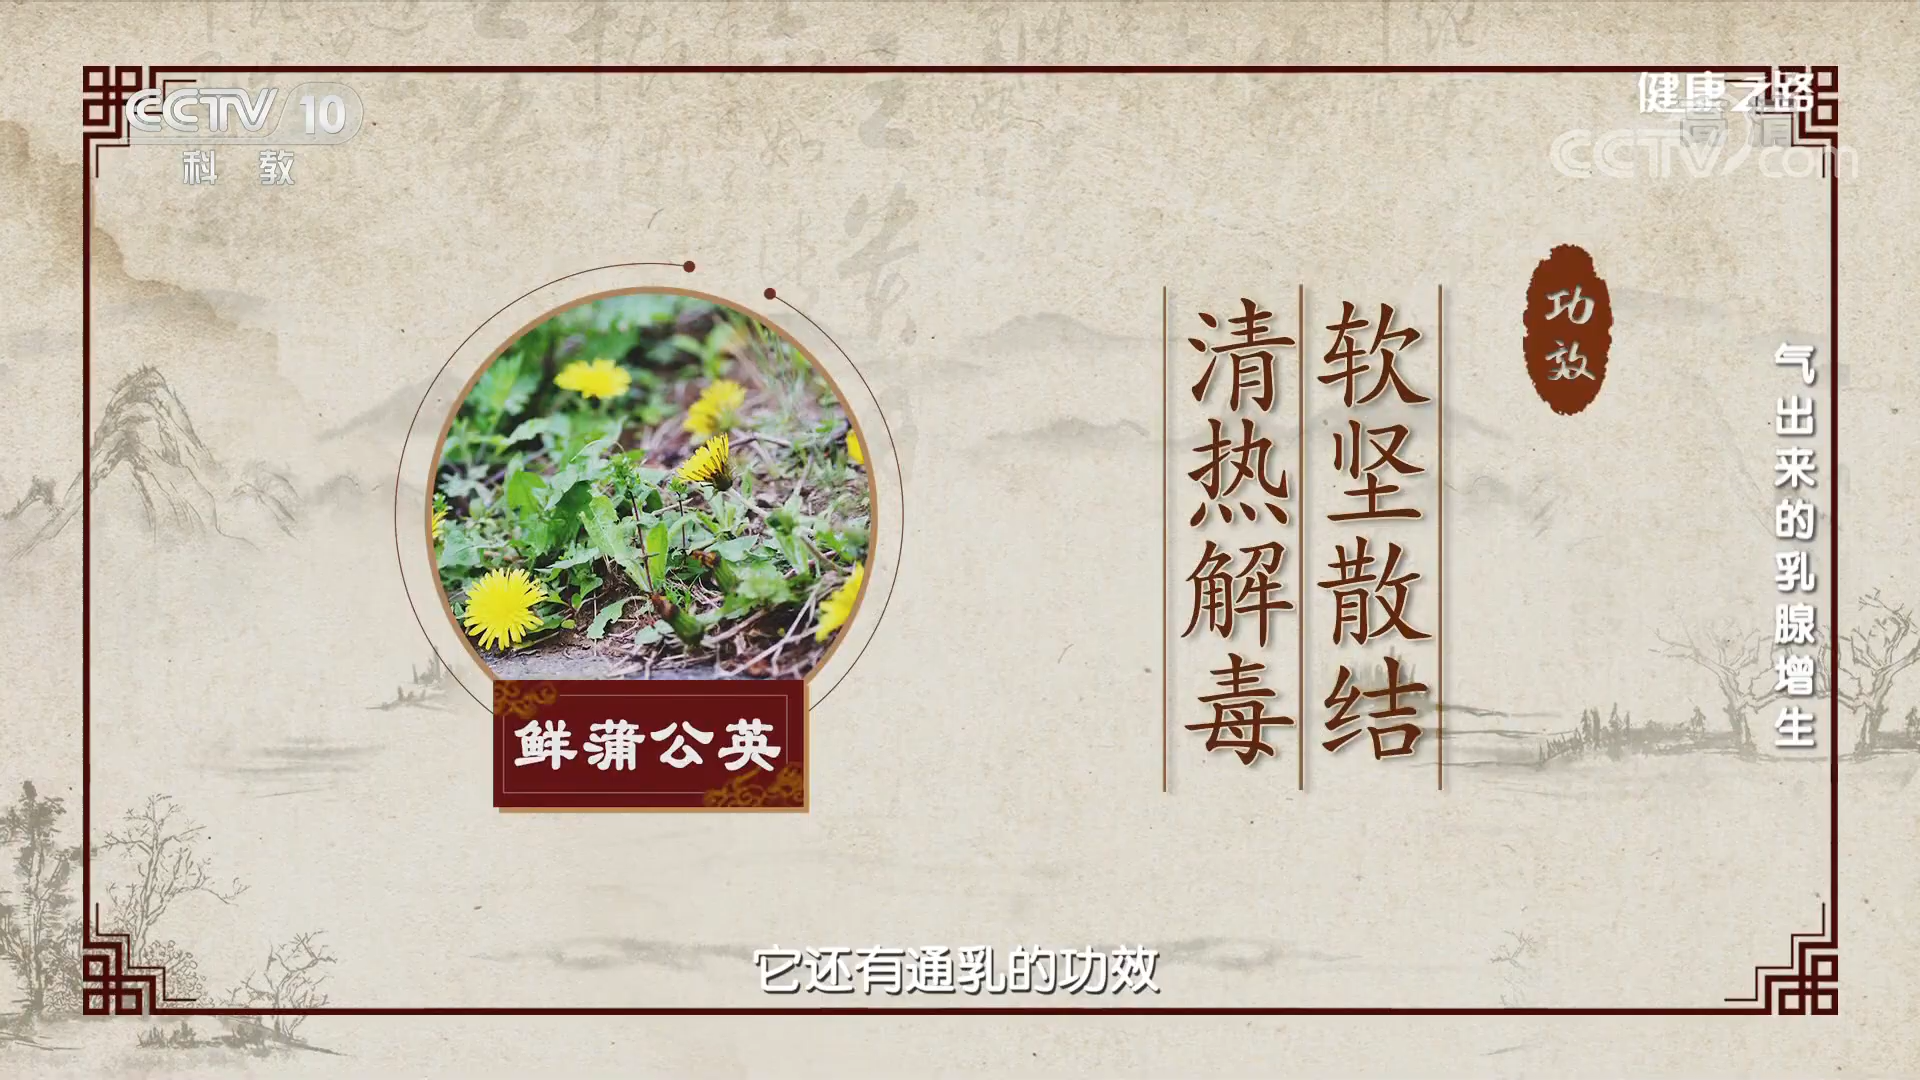 CCTV 10
科教
健康之路
高清
CCTV.com
功效
软坚散结
清热解毒
气出来的乳腺增生
鲜蒲公英
它还有通乳的功效